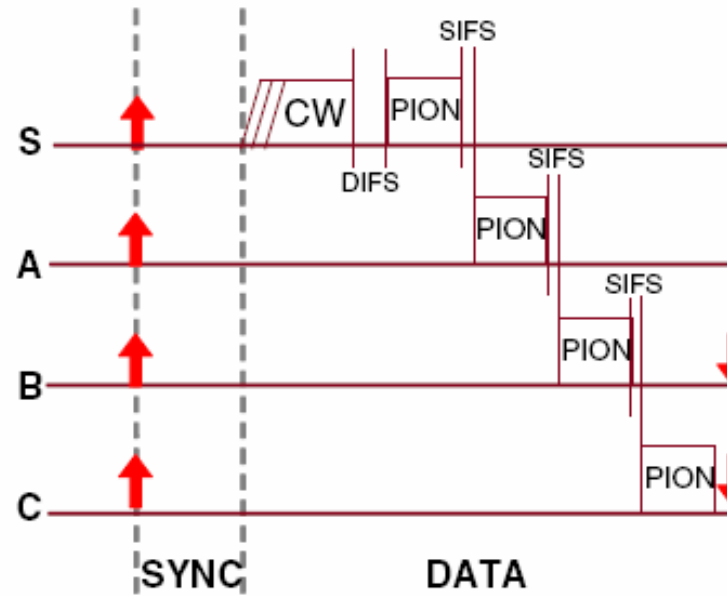 SIFS
CW
PION
S
DIFS
SIFS
PION
A
SIFS
PION
B
PION
C
SYNC
DATA